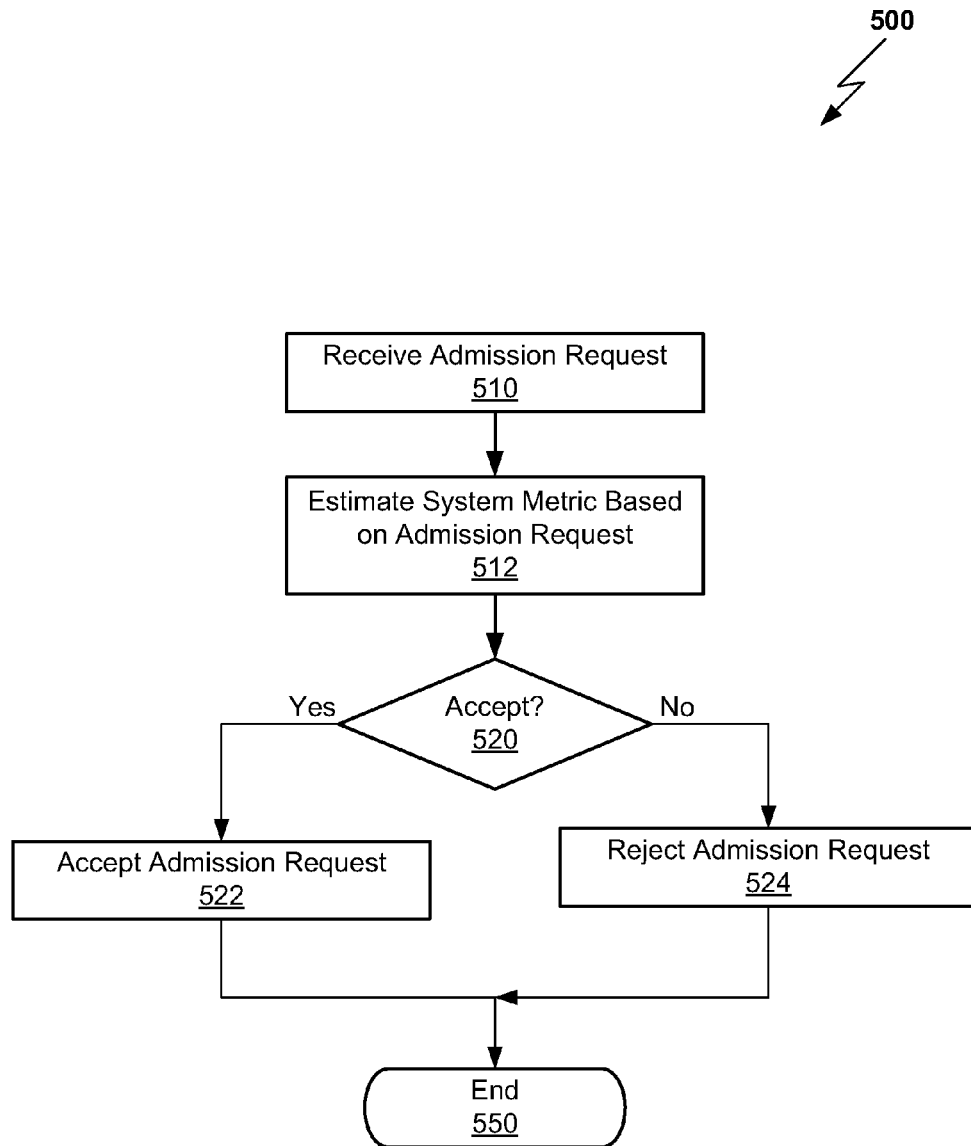 500
Receive Admission Request
510
Estimate System Metric Based
on Admission Request
512
Yes
Accept?
No
520
Accept Admission Request
522
Reject Admission Request
524
End
550